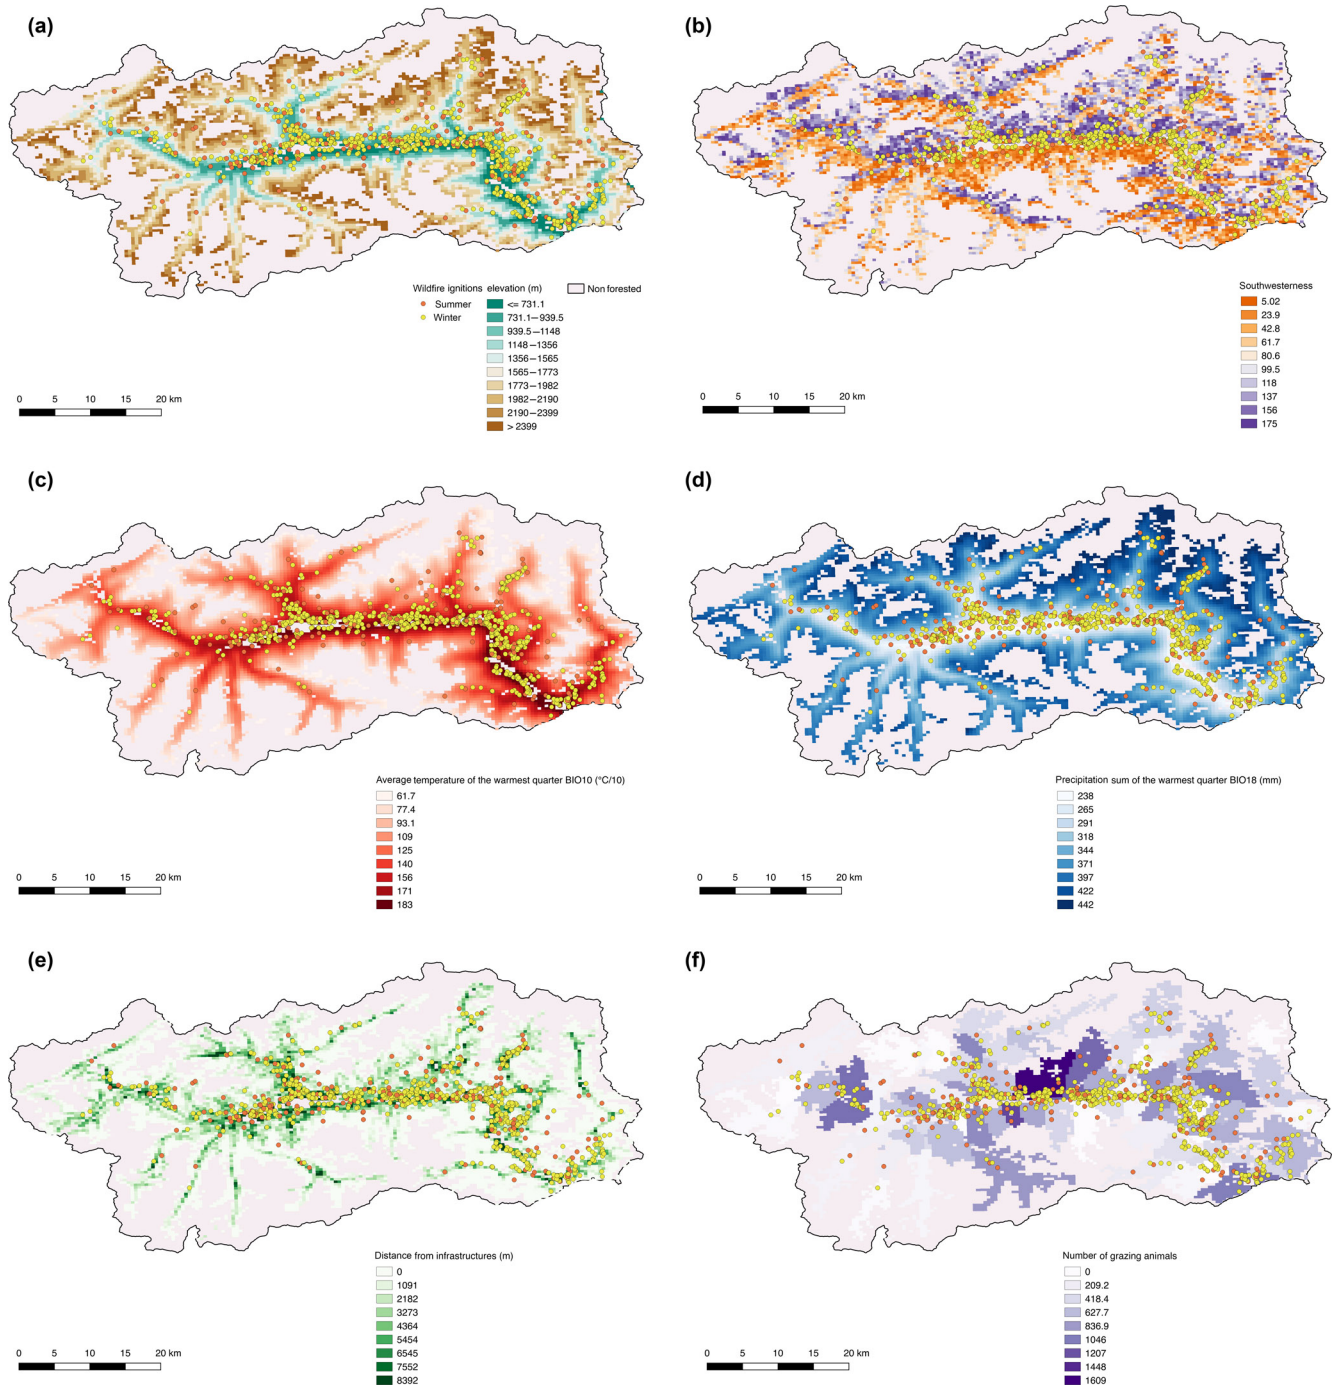 (a)
Wildfire ignitions elevation (m)
Non forested
Summer
Winter
<= 731.1
731.1–939.5
939.5–1148
1148–1356
1356–1565
1565–1773
1773–1982
1982–2190
2190–2399
> 2399
0 5 10 15 20 km
(b)
Southwesterness
5.02
23.9
42.8
61.7
80.6
99.5
118
137
156
175
0 5 10 15 20 km
(c)
Average temperature of the warmest quarter BIO10 (°C/10)
61.7
77.4
93.1
109
125
140
156
171
183
0 5 10 15 20 km
(d)
Precipitation sum of the warmest quarter BIO18 (mm)
238
265
291
318
344
371
397
422
442
0 5 10 15 20 km
(e)
Distance from infrastructures (m)
0
1091
2182
3273
4364
5454
6545
7552
8392
0 5 10 15 20 km
(f)
Number of grazing animals
0
209.2
418.4
627.7
836.9
1046
1207
1448
1609
0 5 10 15 20 km